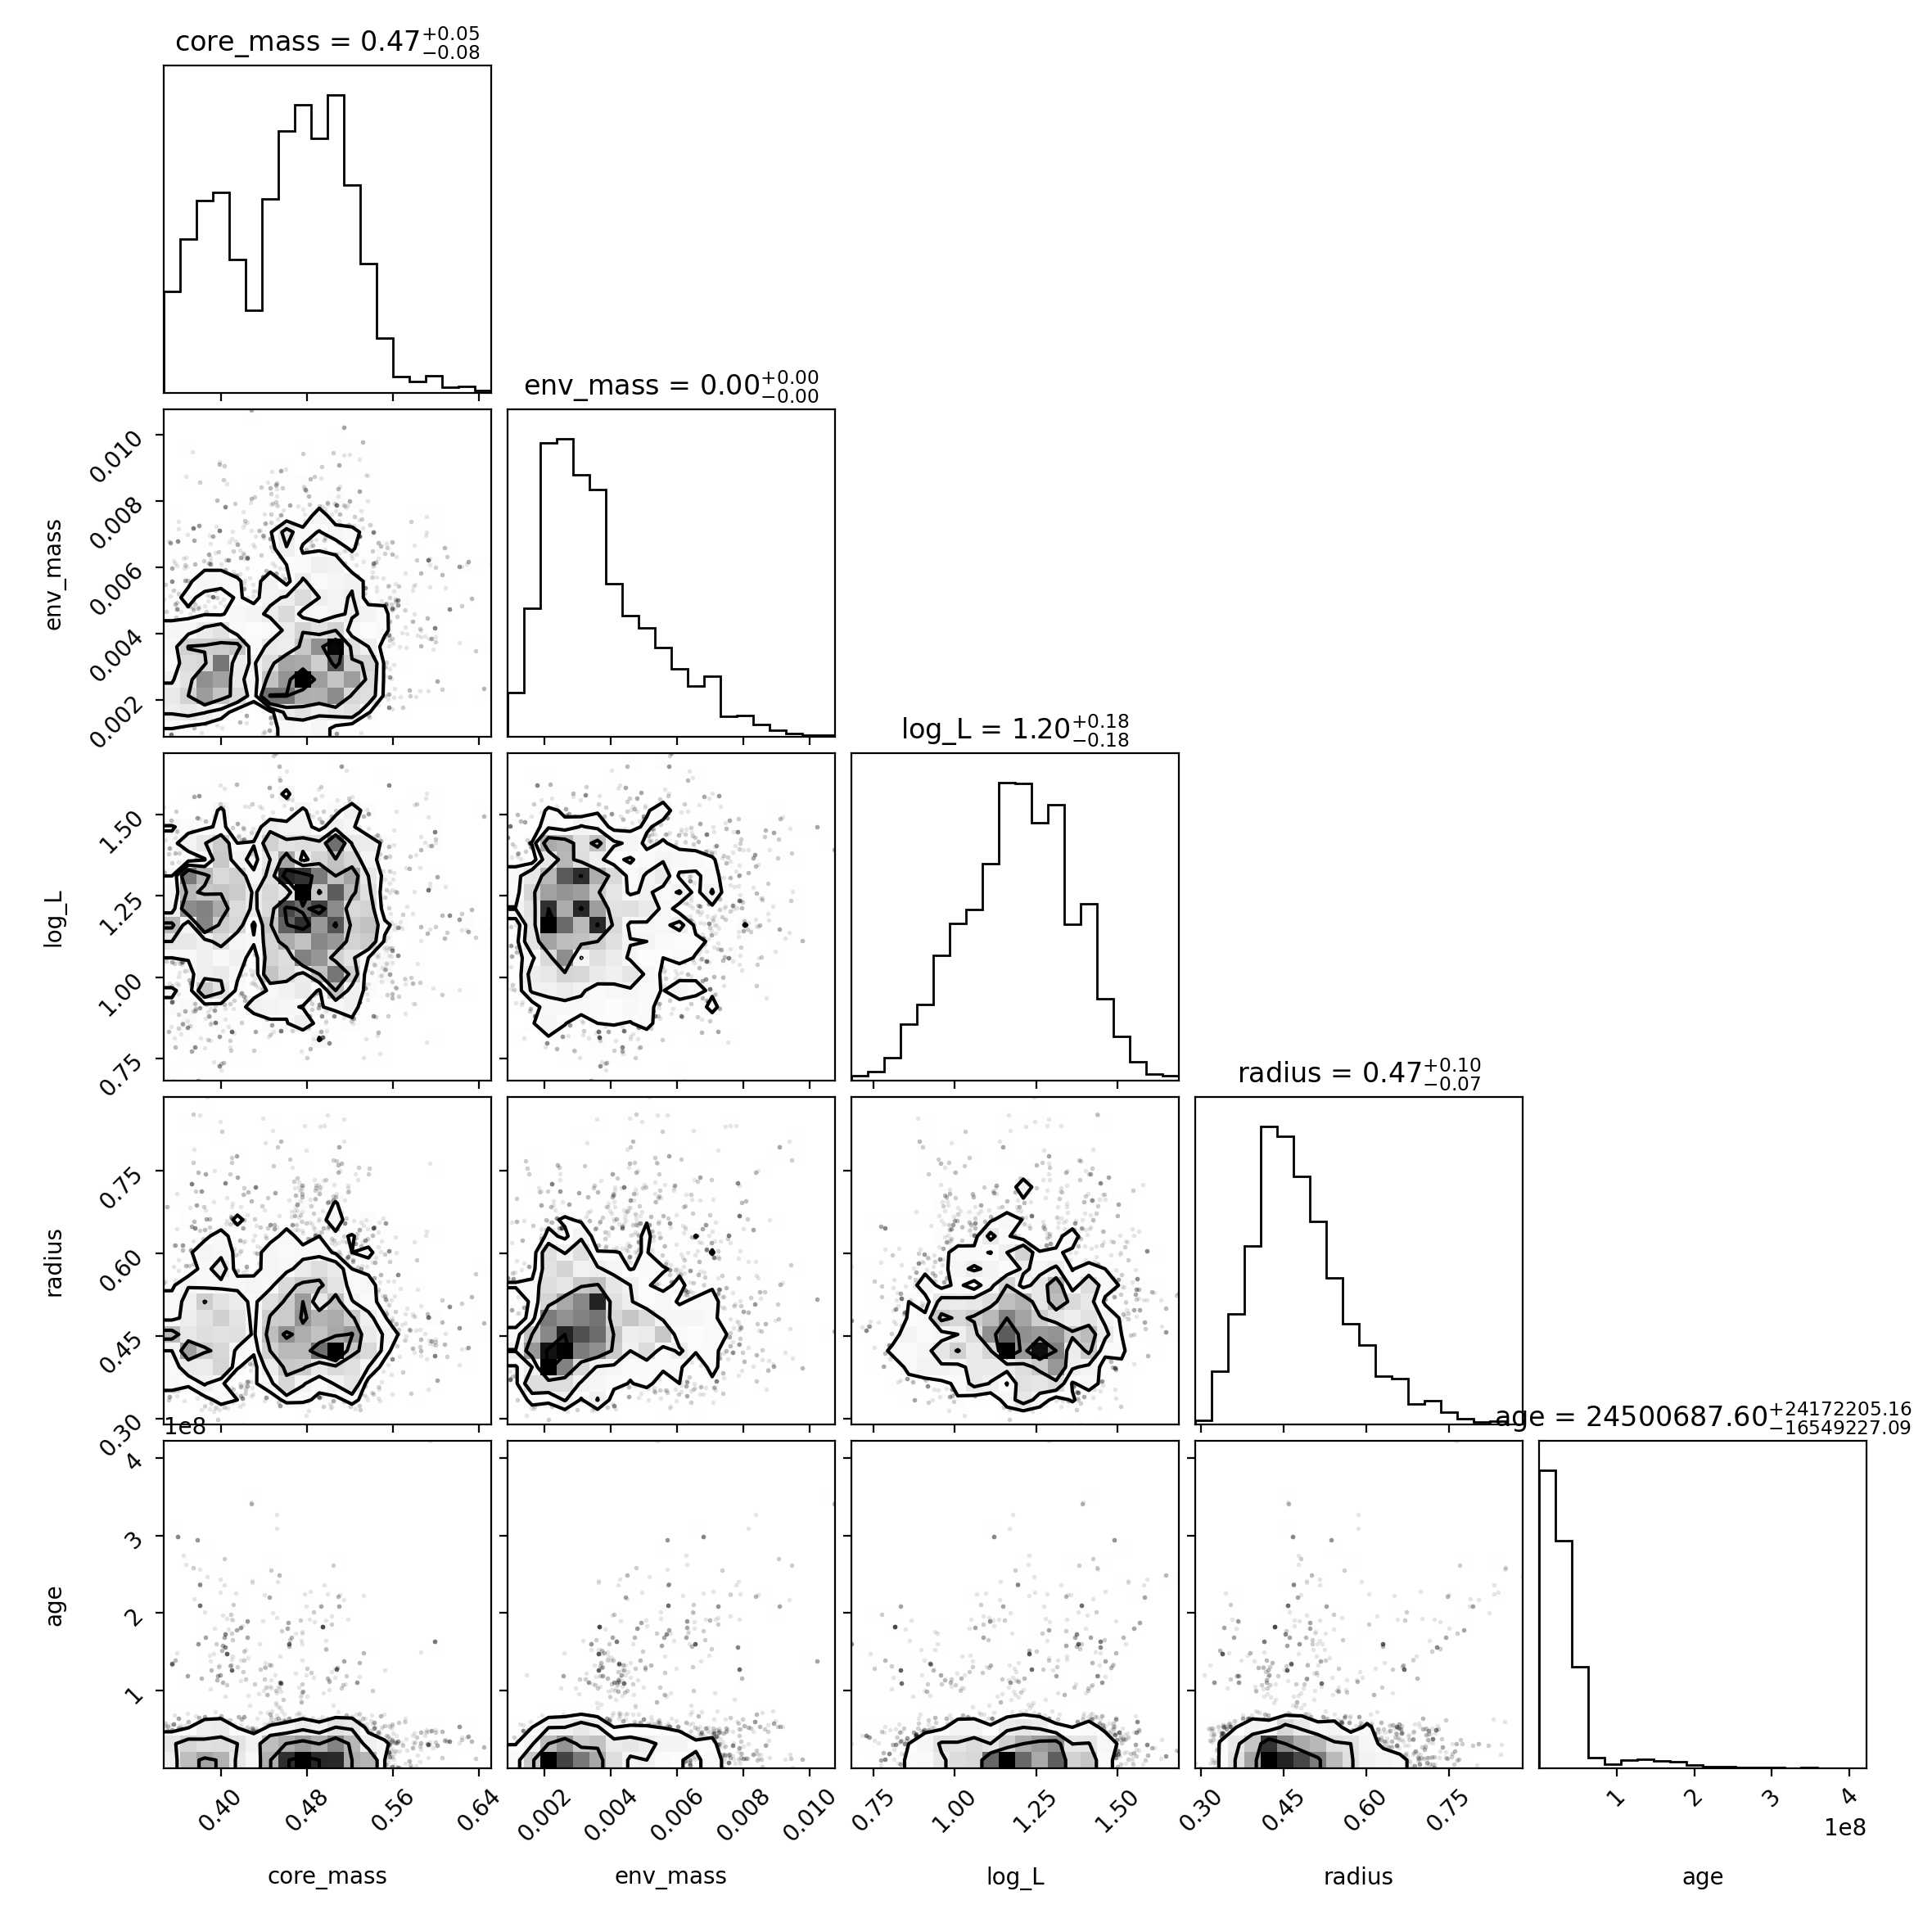 core_mass = 0.47+0.05 −0.08
env_mass = 0.00+0.00 −0.00
0.010
0.008
0.006
0.004
0.002
env_mass
log_L = 1.20+0.18 −0.18
1.50
1.25
1.00
0.75
log_L
radius = 0.47+0.10 −0.07
0.75
0.60
0.45
0.30
radius
1e8
age = 24500687.60+24172205.16 −16549227.09
4
3
2
1
age
0.40 0.48 0.56 0.64
0.002 0.004 0.006 0.008 0.010
0.75 1.00 1.25 1.50
0.30 0.45 0.60 0.75
1 2 3 4
1e8
core_mass
env_mass
log_L
radius
age